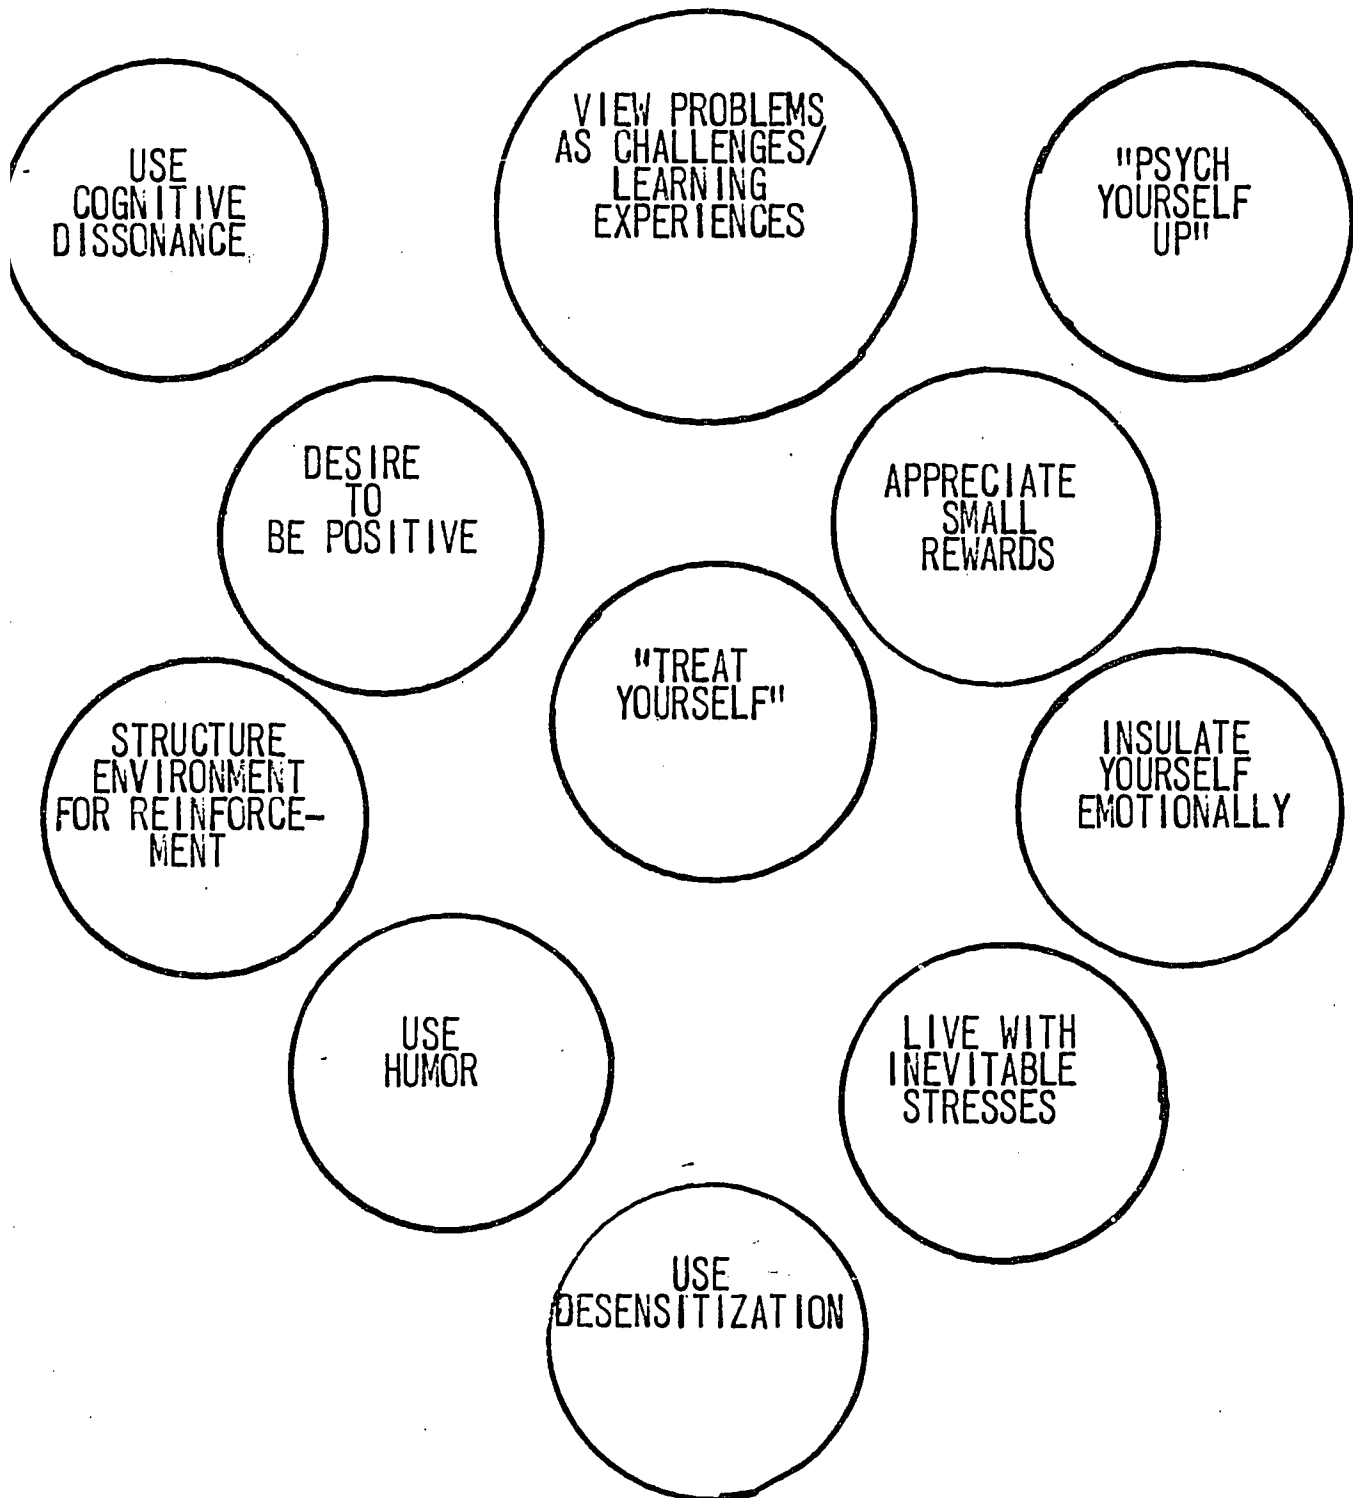 USE
COGNITIVE
DISSONANCE
VIEW PROBLEMS
AS CHALLENGES/
LEARNING
EXPERIENCES
"PSYCH
YOURSELF
UP"
DESIRE
TO
BE POSITIVE
APPRECIATE
SMALL
REWARDS
"TREAT
YOURSELF"
STRUCTURE
ENVIRONMENT
FOR REINFORCE-
MENT
INSULATE
YOURSELF
EMOTIONALLY
USE
HUMOR
LIVE WITH
INEVITABLE
STRESSES
USE
DESENSITIZATION